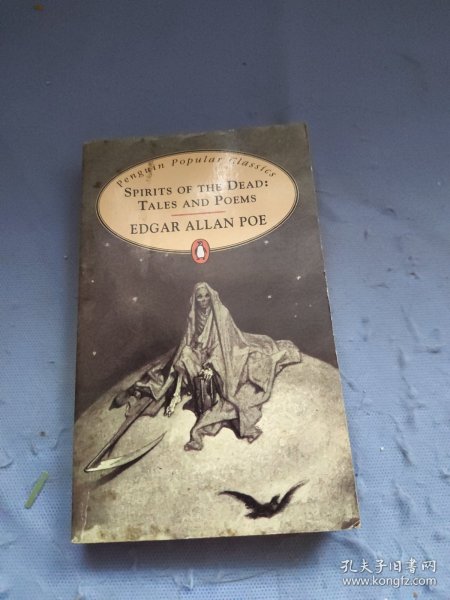 Penguin Popular Classics
SPIRITS OF THE DEAD:
TALES AND POEMS
EDGAR ALLAN POE
孔夫子旧书网
www.kongfz.com